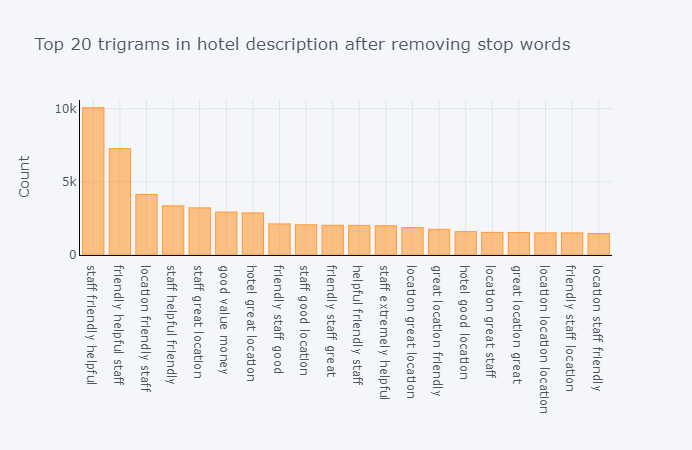 Top 20 trigrams in hotel description after removing stop words
Count
10k
5k
0
staff friendly helpful
friendly helpful staff
location friendly staff
staff helpful friendly
staff great location
good value money
hotel great location
friendly staff good
staff good location
friendly staff great
helpful friendly staff
staff extremely helpful
location great location
great location friendly
hotel good location
location great staff
great location great
location location location
friendly staff location
location staff friendly